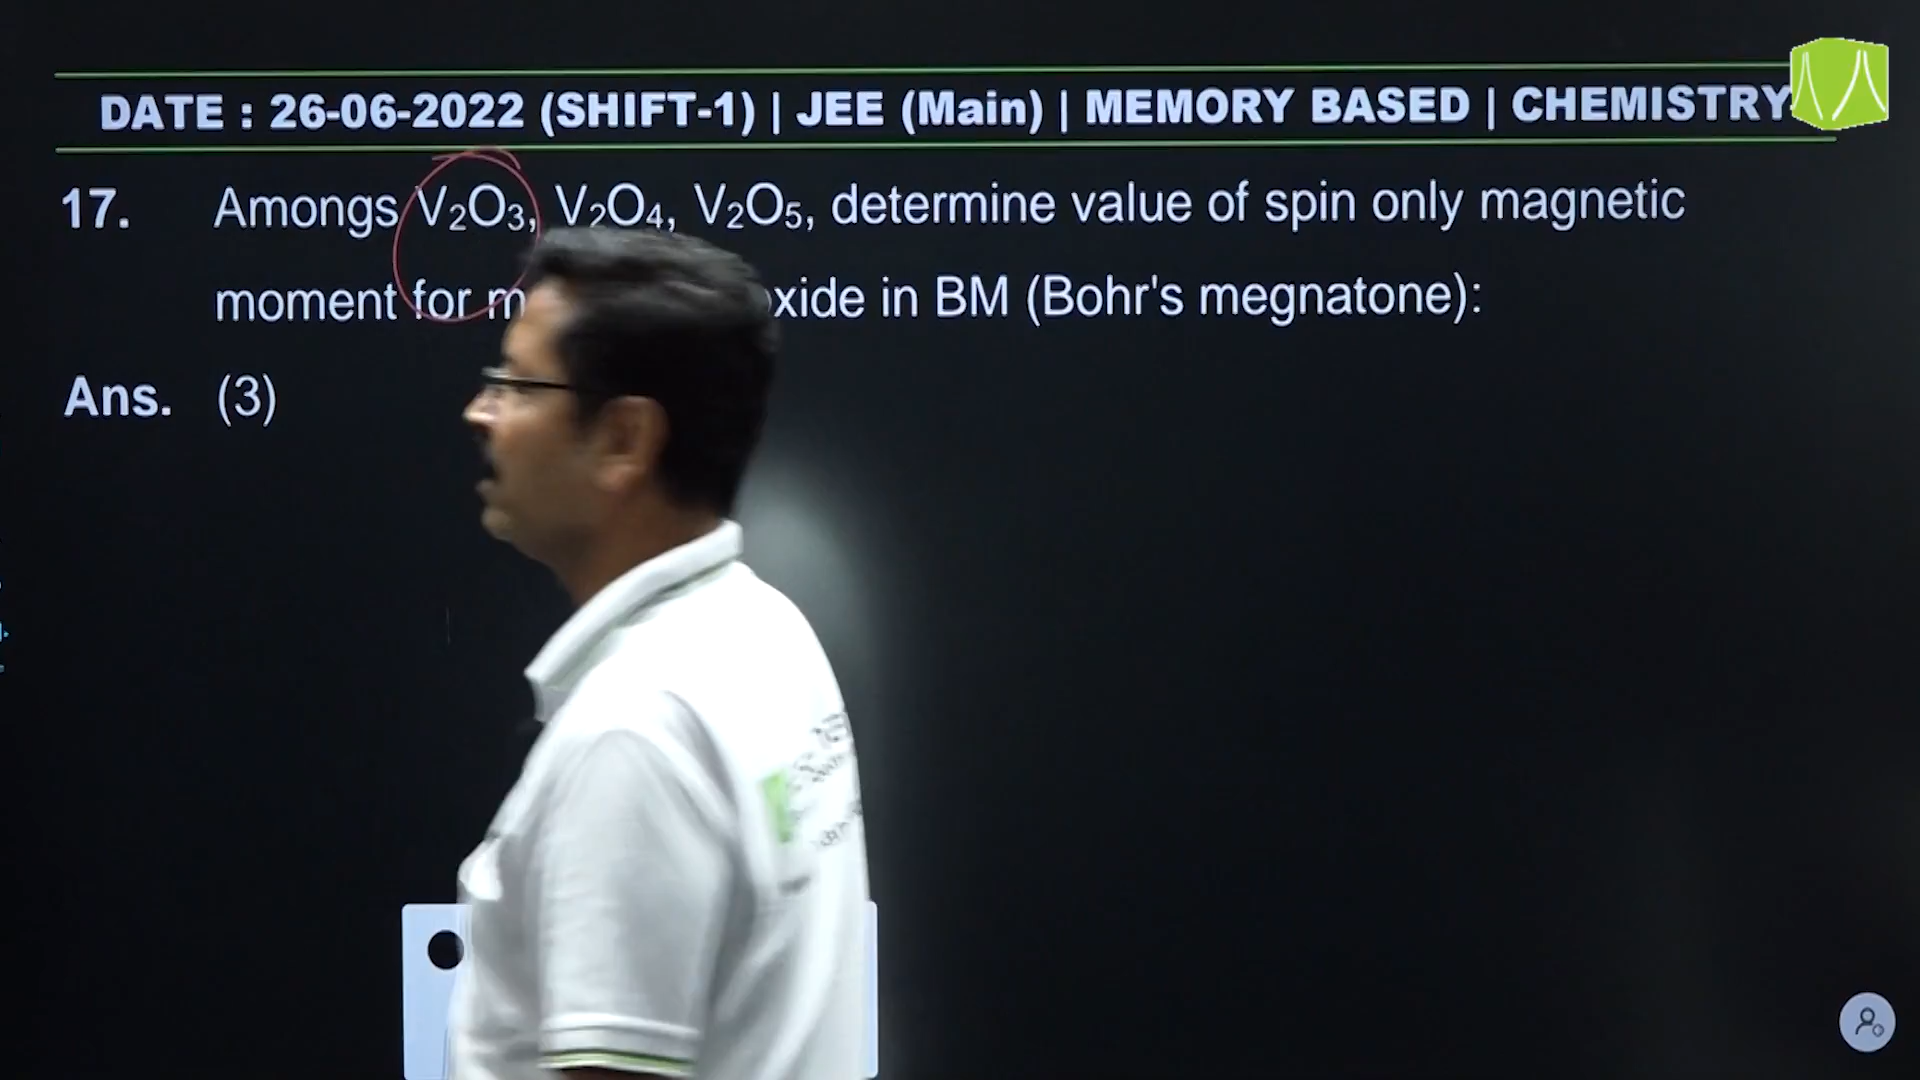 DATE : 26-06-2022 (SHIFT-1) | JEE (Main) | MEMORY BASED | CHEMISTRY
17. Amongs V₂O₃, V₂O₄, V₂O₅, determine value of spin only magnetic
moment for in BM (Bohr's megnatone):
Ans. (3)